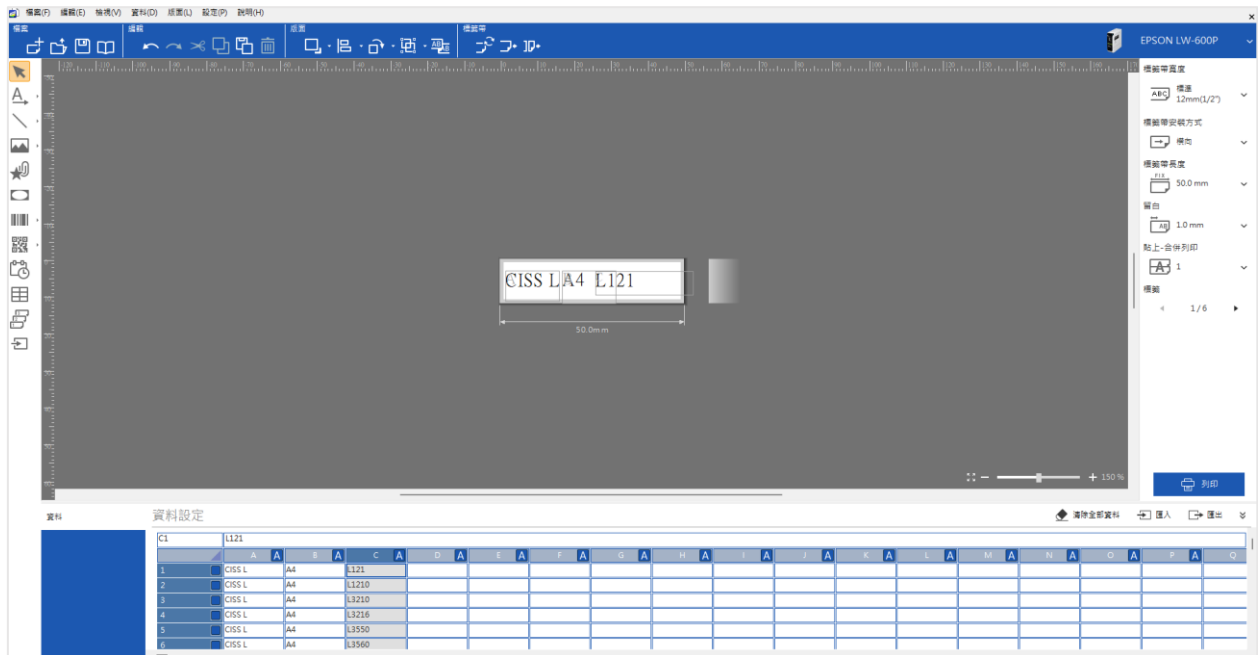 檔案(F) 編輯(E) 檢視(V) 資料(D) 版面(L) 設定(P) 說明(H)
檔案 編輯 版面 標籤帶
EPSON LW-600P
標籤帶寬度
ABC 標準
12mm(1/2")
標籤帶安裝方式
橫向
標籤帶長度
FIX 50.0 mm
留白
AB 1.0 mm
貼上-合併列印
A 1
標籤
1/6
CISS L A4 L121
50.0mm
150%
列印
資料 資料設定 清除全部資料 匯入 匯出
C1 L121
A A B A C A D A E A F A G A H A I A J A K A L A M A N A O A P A Q
1 CISS L A4 L121
2 CISS L A4 L1210
3 CISS L A4 L3210
4 CISS L A4 L3216
5 CISS L A4 L3550
6 CISS L A4 L3560